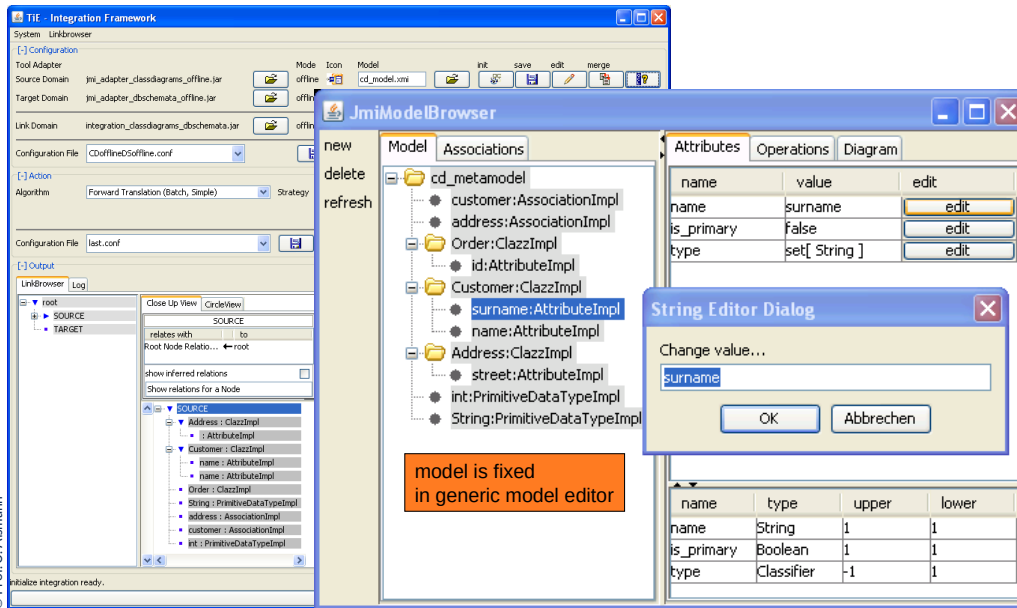 TiE - Integration Framework
System Linkbrowser
[-] Configuration
Tool Adapter Mode Icon Model init save edit merge
Source Domain jmi_adapter_classdiagrams_offline.jar offline cd_model.xmi
Target Domain jmi_adapter_dbschemata_offline.jar offlin
Link Domain integration_classdiagrams_dbschemata.jar offlin
Configuration File CDofflineDSoffline.conf
[-] Action
Algorithm Forward Translation (Batch, Simple) Strategy
Configuration File last.conf
[-] Output
LinkBrowser Log
root
SOURCE
TARGET
Close Up View CircleView
SOURCE
relates with to
Root Node Relatio... root
show inferred relations
Show relations for a Node
SOURCE
Address : ClazzImpl
: AttributeImpl
Customer : ClazzImpl
name : AttributeImpl
name : AttributeImpl
Order : ClazzImpl
String : PrimitiveDataTypeImpl
address : AssociationImpl
customer : AssociationImpl
int : PrimitiveDataTypeImpl
initialize integration ready.
JmiModelBrowser
new
delete
refresh
Model Associations
cd_metamodel
customer:AssociationImpl
address:AssociationImpl
Order:ClazzImpl
id:AttributeImpl
Customer:ClazzImpl
surname:AttributeImpl
name:AttributeImpl
Address:ClazzImpl
street:AttributeImpl
int:PrimitiveDataTypeImpl
String:PrimitiveDataTypeImpl
model is fixed
in generic model editor
Attributes Operations Diagram
name value edit
name surname edit
is_primary false edit
type set[ String ] edit
String Editor Dialog
Change value...
surname
OK Abbrechen
name type upper lower
name String 1 1
is_primary Boolean 1 1
type Classifier -1 1